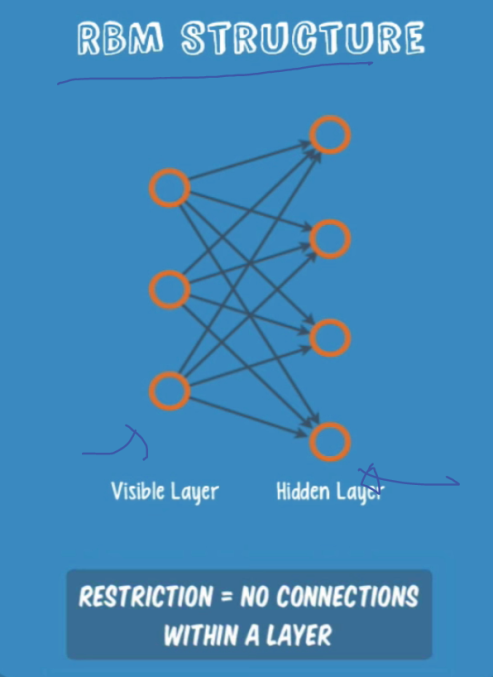 RBM STRUCTURE
Visible Layer
Hidden Layer
RESTRICTION = NO CONNECTIONS
WITHIN A LAYER